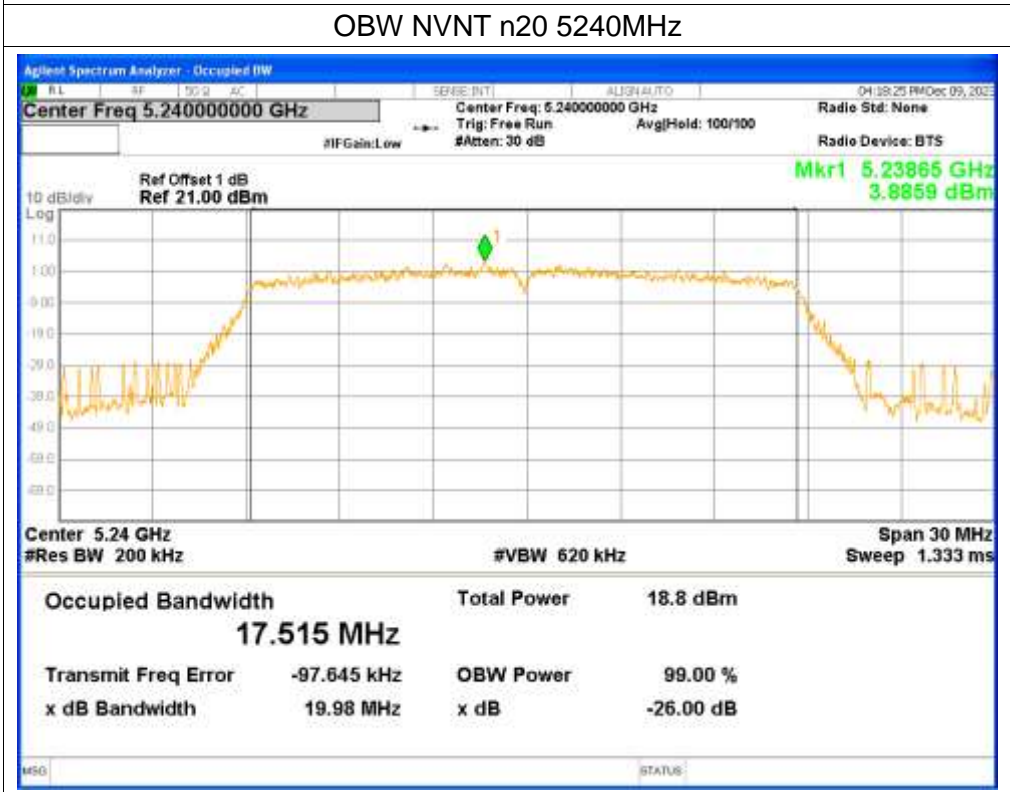 OBW NVNT n20 5240MHz
Agilent Spectrum Analyzer - Occupied BW
RL RF 50 Ω AC SENSE:INT ALIGN AUTO 04:18:25 PM Dec 09, 2023
Center Freq 5.240000000 GHz Center Freq: 5.240000000 GHz Radio Std: None
Trig: Free Run Avg|Hold: 100/100
#IFGain:Low #Atten: 30 dB Radio Device: BTS
Mkr1 5.23865 GHz
Ref Offset 1 dB 3.8859 dBm
10 dB/div Ref 21.00 dBm
Log
11.0
1
1.00
-9.00
-19.0
-29.0
-39.0
-49.0
-59.0
-69.0
Center 5.24 GHz Span 30 MHz
#Res BW 200 kHz #VBW 620 kHz Sweep 1.333 ms
Occupied Bandwidth Total Power 18.8 dBm
17.515 MHz
Transmit Freq Error -97.645 kHz OBW Power 99.00 %
x dB Bandwidth 19.98 MHz x dB -26.00 dB
MSG STATUS